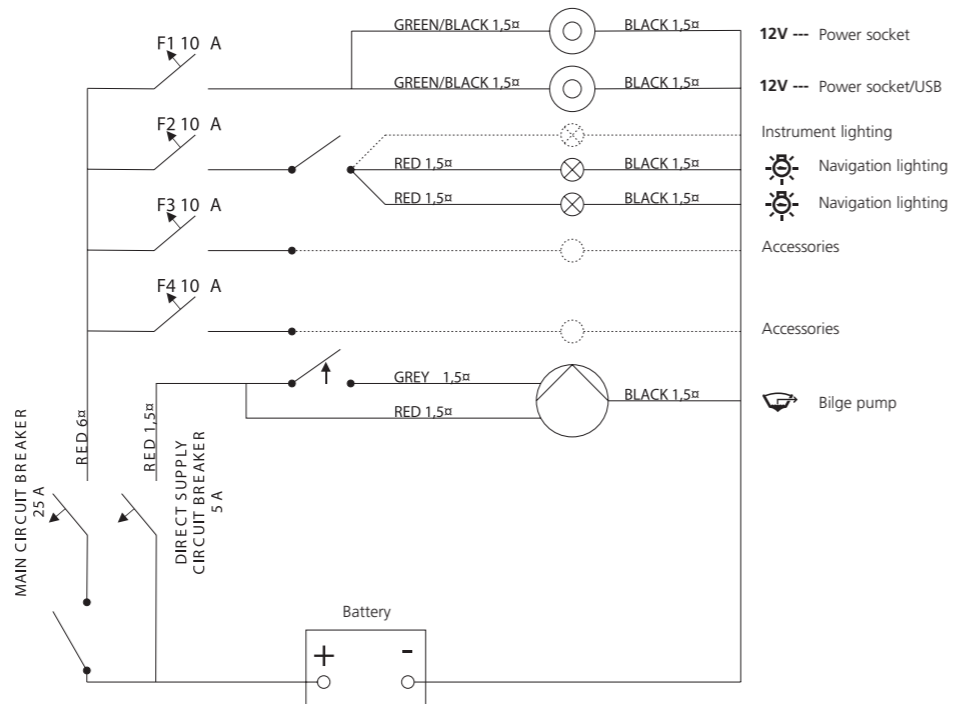 GREEN/BLACK 1,5¤ BLACK 1,5¤ 12V --- Power socket
F1 10 A
GREEN/BLACK 1,5¤ BLACK 1,5¤ 12V --- Power socket/USB
F2 10 A
Instrument lighting
RED 1,5¤ BLACK 1,5¤ Navigation lighting
RED 1,5¤ BLACK 1,5¤ Navigation lighting
F3 10 A
Accessories
F4 10 A
Accessories
GREY 1,5¤
BLACK 1,5¤ Bilge pump
RED 1,5¤
MAIN CIRCUIT BREAKER
25 A
RED 6¤
RED 1,5¤
DIRECT SUPPLY
CIRCUIT BREAKER
5 A
Battery
+ -